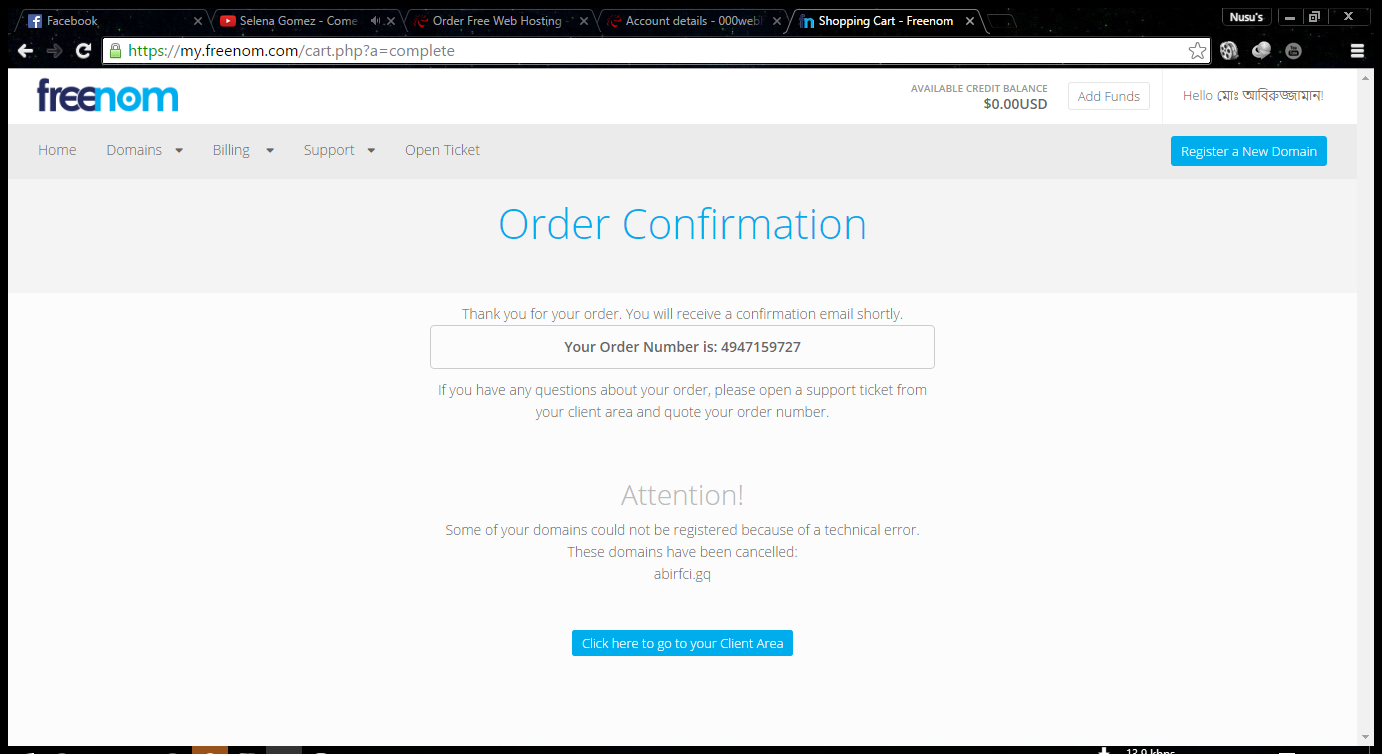 Facebook
Selena Gomez - Come
Order Free Web Hosting -
Account details - 000web
Shopping Cart - Freenom
Nusu's
https://my.freenom.com/cart.php?a=complete
freenom
AVAILABLE CREDIT BALANCE
$0.00USD
Add Funds
Hello মোঃ আবিরুজ্জামান!
Home
Domains
Billing
Support
Open Ticket
Register a New Domain
Order Confirmation
Thank you for your order. You will receive a confirmation email shortly.
Your Order Number is: 4947159727
If you have any questions about your order, please open a support ticket from
your client area and quote your order number.
Attention!
Some of your domains could not be registered because of a technical error.
These domains have been cancelled:
abirfci.gq
Click here to go to your Client Area